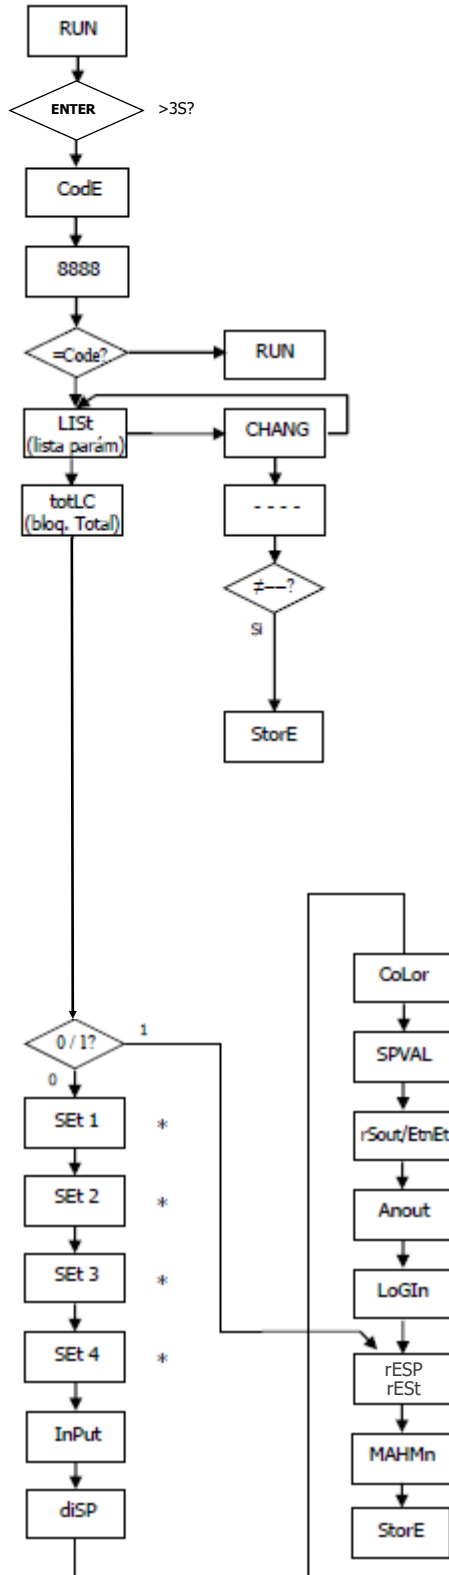 RUN
ENTER >3S?
CodE
8888
=Code?
RUN
LISt
(lista parám)
CHANG
totLC
(bloq. Total)
- - - -
≠---?
Si
StorE
0 / 1?
1
0
SEt 1 *
SEt 2 *
SEt 3 *
SEt 4 *
InPut
diSP
CoLor
SPVAL
rSout/EtnEt
Anout
LoGIn
rESP
rESt
MAHMn
StorE